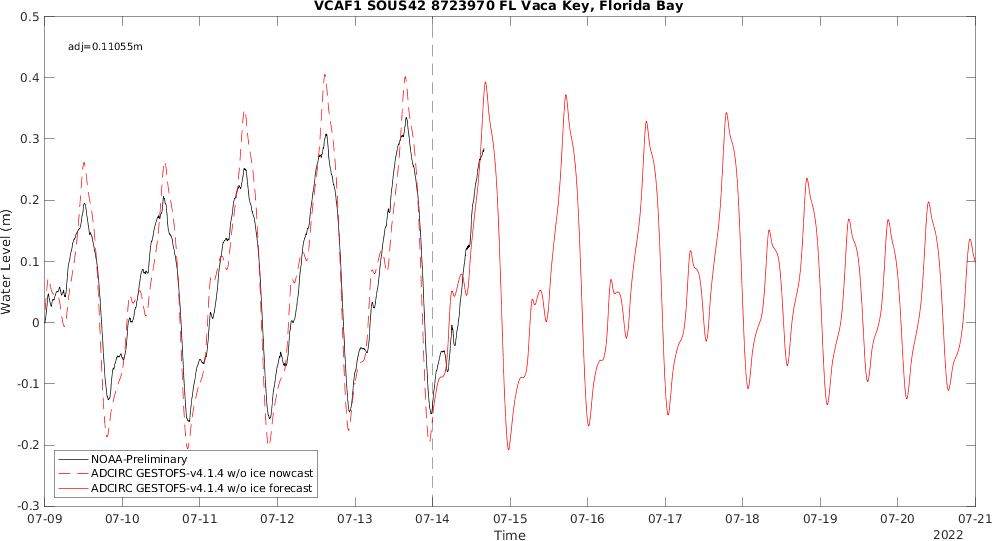 VCAF1 SOUS42 8723970 FL Vaca Key, Florida Bay
adj=0.11055m
Water Level (m)
0.5
0.4
0.3
0.2
0.1
0
-0.1
-0.2
-0.3
NOAA-Preliminary
ADCIRC GESTOFS-v4.1.4 w/o ice nowcast
ADCIRC GESTOFS-v4.1.4 w/o ice forecast
07-09 07-10 07-11 07-12 07-13 07-14 07-15 07-16 07-17 07-18 07-19 07-20 07-21
Time
2022